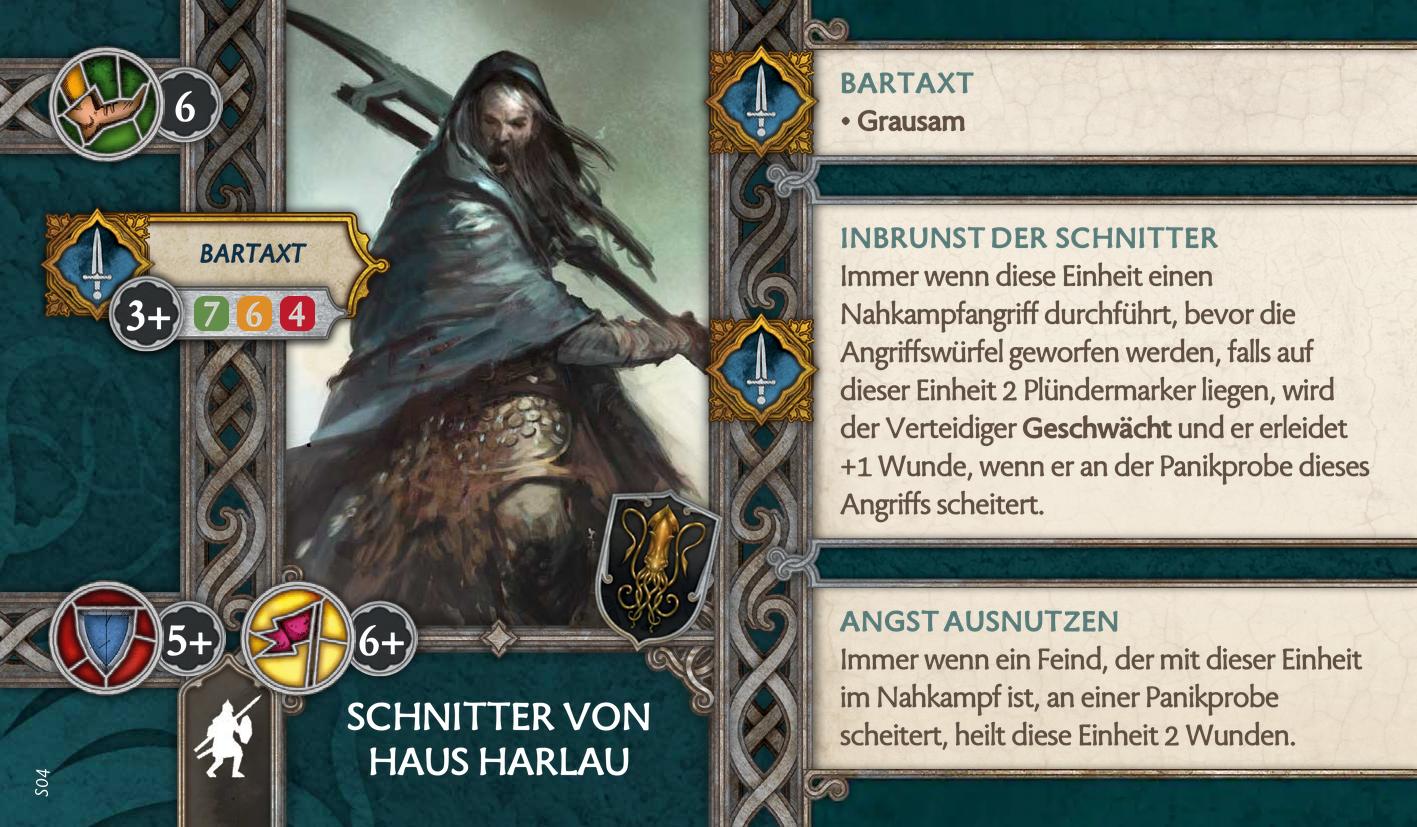 6
BARTAXT
3+
7 6 4
5+
6+
SCHNITTER VON
HAUS HARLAU
S04
BARTAXT
• Grausam
INBRUNST DER SCHNITTER
Immer wenn diese Einheit einen
Nahkampfangriff durchführt, bevor die
Angriffswürfel geworfen werden, falls auf
dieser Einheit 2 Plündermarker liegen, wird
der Verteidiger Geschwächt und er erleidet
+1 Wunde, wenn er an der Panikprobe dieses
Angriffs scheitert.
ANGST AUSNUTZEN
Immer wenn ein Feind, der mit dieser Einheit
im Nahkampf ist, an einer Panikprobe
scheitert, heilt diese Einheit 2 Wunden.